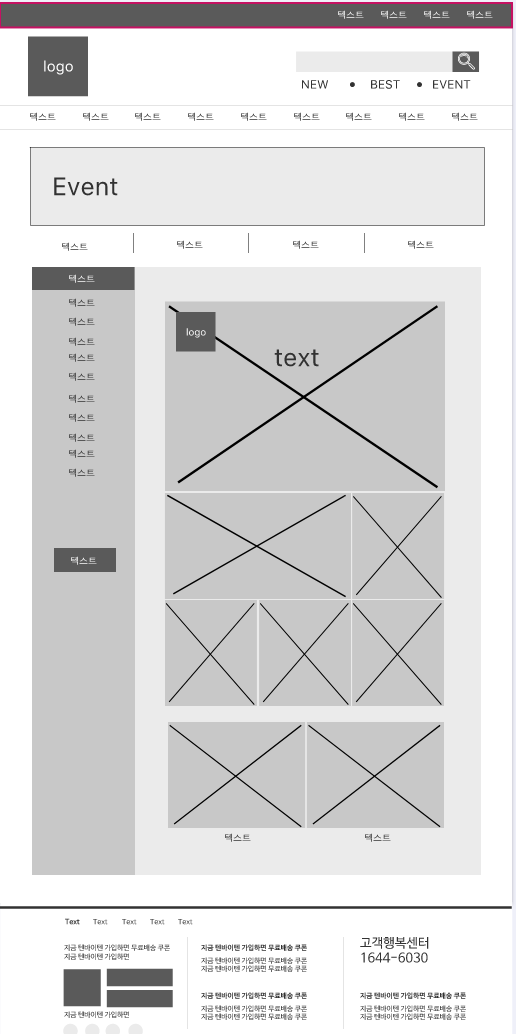 텍스트 텍스트 텍스트 텍스트
logo
NEW • BEST • EVENT
텍스트 텍스트 텍스트 텍스트 텍스트 텍스트 텍스트 텍스트 텍스트
Event
텍스트 텍스트 텍스트 텍스트
텍스트
텍스트
텍스트
텍스트
텍스트
텍스트
텍스트
텍스트
텍스트
텍스트
텍스트
텍스트
logo
text
텍스트 텍스트
Text Text Text Text Text
지금 텐바이텐 가입하면 무료배송 쿠폰
지금 텐바이텐 가입하면
지금 텐바이텐 가입하면
지금 텐바이텐 가입하면 무료배송 쿠폰
지금 텐바이텐 가입하면 무료배송 쿠폰
지금 텐바이텐 가입하면 무료배송 쿠폰
지금 텐바이텐 가입하면 무료배송 쿠폰
지금 텐바이텐 가입하면 무료배송 쿠폰
지금 텐바이텐 가입하면 무료배송 쿠폰
고객행복센터
1644-6030
지금 텐바이텐 가입하면 무료배송 쿠폰
지금 텐바이텐 가입하면 무료배송 쿠폰
지금 텐바이텐 가입하면 무료배송 쿠폰